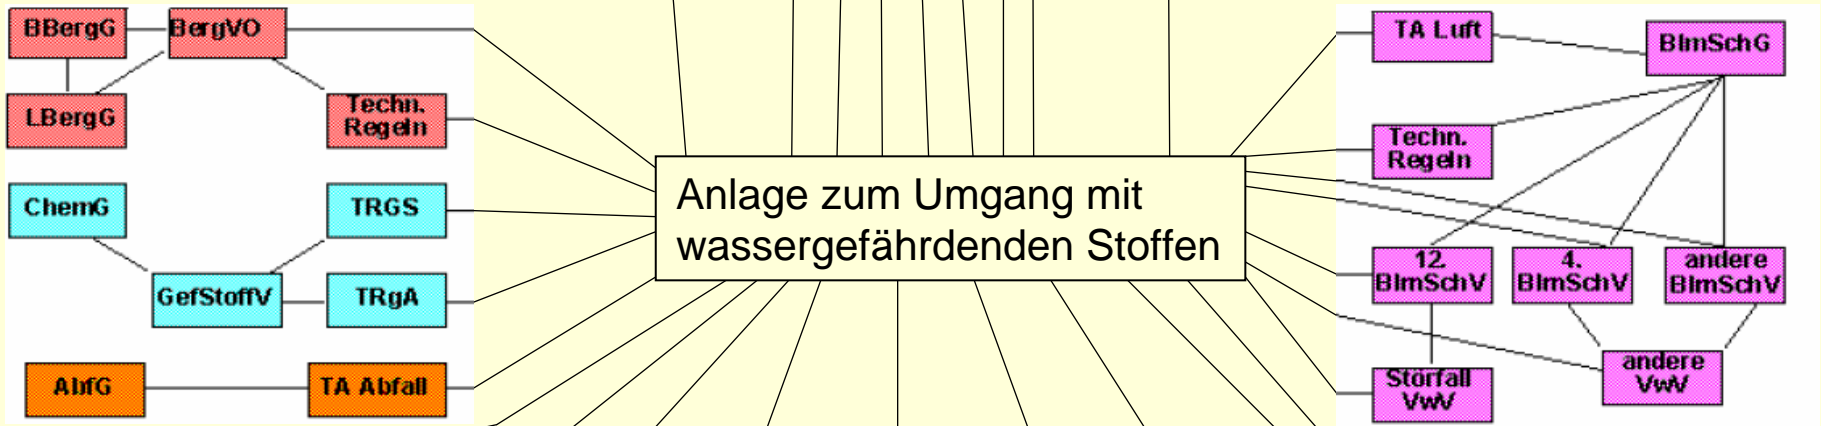 BBergG
BergVO
LBergG
Techn.
Regeln
ChemG
TRGS
GefStoffV
TRgA
AbfG
TA Abfall
Anlage zum Umgang mit
wassergefährdenden Stoffen
TA Luft
BImSchG
Techn.
Regeln
12.
BImSchV
4.
BImSchV
andere
BImSchV
Störfall
VwV
andere
VwV